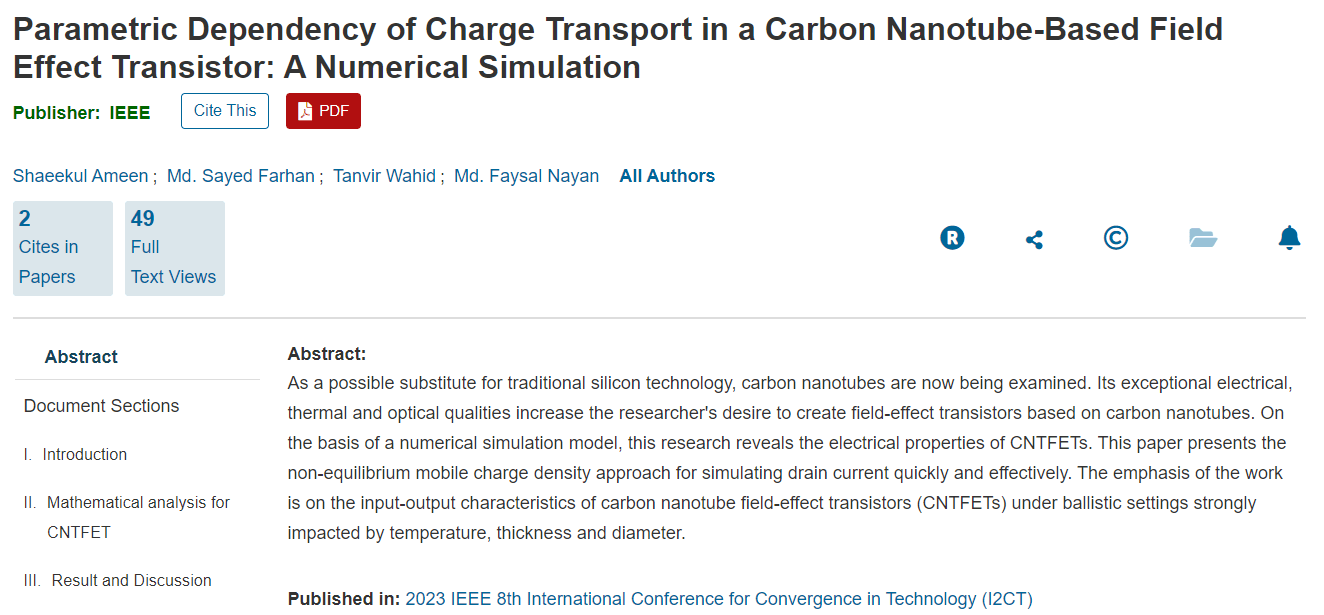 Parametric Dependency of Charge Transport in a Carbon Nanotube-Based Field
Effect Transistor: A Numerical Simulation
Publisher: IEEE
Cite This
PDF
Shaeekul Ameen ; Md. Sayed Farhan ; Tanvir Wahid ; Md. Faysal Nayan All Authors
2
Cites in
Papers
49
Full
Text Views
R
©
Abstract
Document Sections
I. Introduction
II. Mathematical analysis for
CNTFET
III. Result and Discussion
Abstract:
As a possible substitute for traditional silicon technology, carbon nanotubes are now being examined. Its exceptional electrical,
thermal and optical qualities increase the researcher's desire to create field-effect transistors based on carbon nanotubes. On
the basis of a numerical simulation model, this research reveals the electrical properties of CNTFETs. This paper presents the
non-equilibrium mobile charge density approach for simulating drain current quickly and effectively. The emphasis of the work
is on the input-output characteristics of carbon nanotube field-effect transistors (CNTFETs) under ballistic settings strongly
impacted by temperature, thickness and diameter.
Published in: 2023 IEEE 8th International Conference for Convergence in Technology (I2CT)